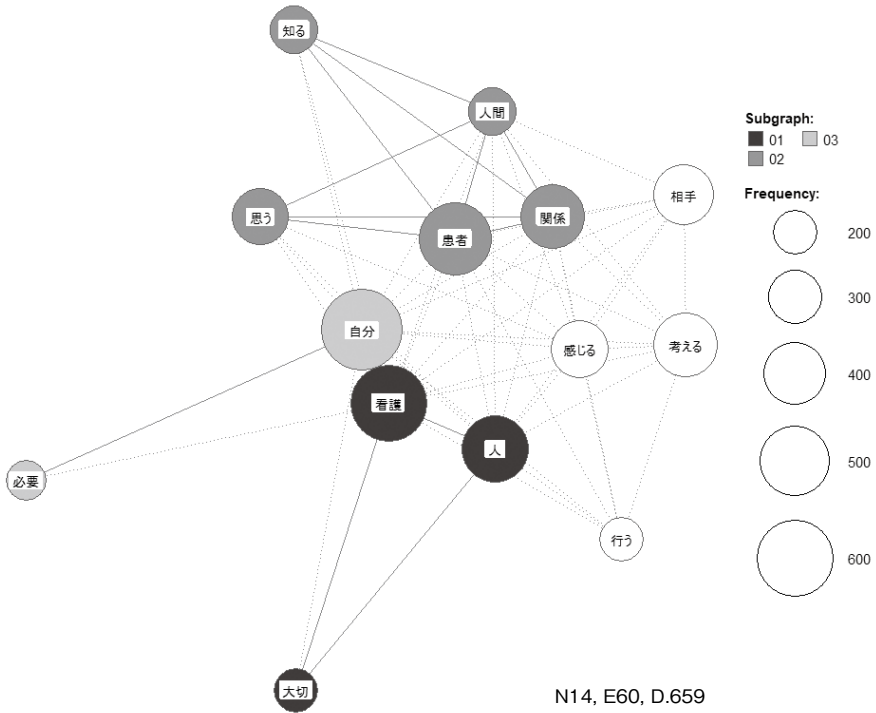 知る
人間
相手
思う
患者
関係
自分
感じる
考える
看護
人
必要
行う
大切
Subgraph:
01 03
02
Frequency:
200
300
400
500
600
N14, E60, D.659